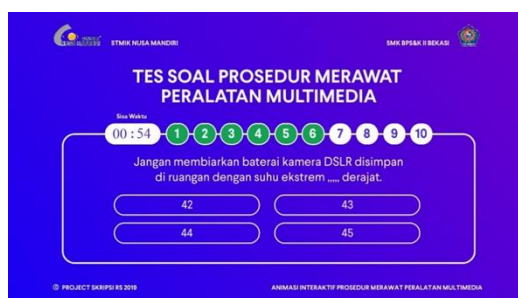 STMIK NUSA MANDIRI
SMK BPS&K II BEKASI
TES SOAL PROSEDUR MERAWAT
PERALATAN MULTIMEDIA
Sisa Waktu
00 : 54
1 2 3 4 5 6 7 8 9 10
Jangan membiarkan baterai kamera DSLR disimpan
di ruangan dengan suhu ekstrem ,,,,, derajat.
42 43
44 45
© PROJECT SKRIPSI RS 2019 ANIMASI INTERAKTIF PROSEDUR MERAWAT PERALATAN MULTIMEDIA